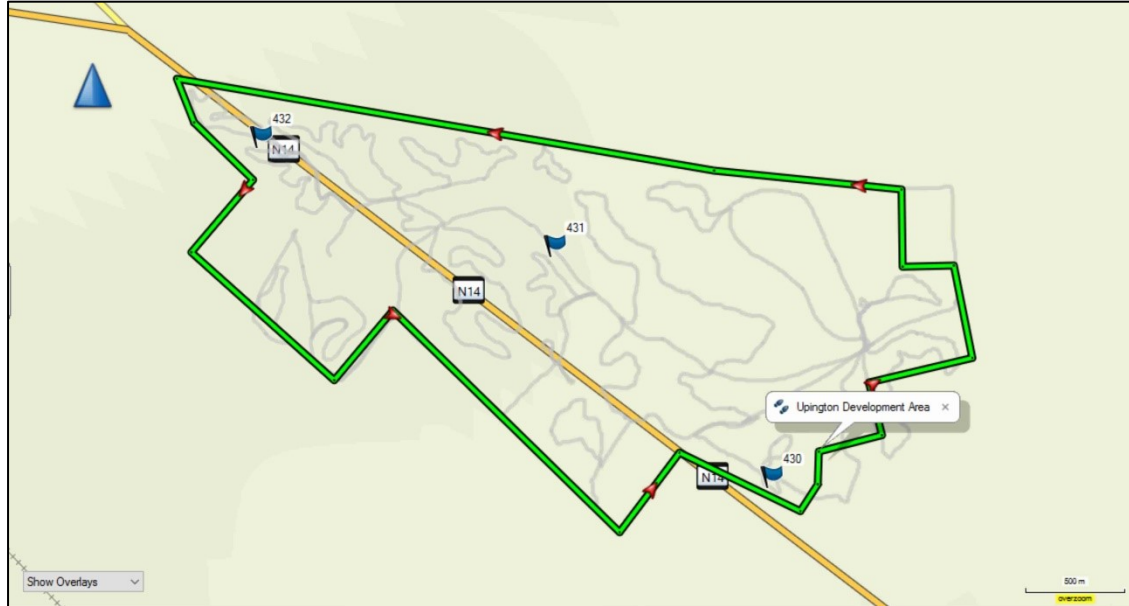 432
N14
431
N14
Upington Development Area
430
N14
Show Overlays
500 m
overzoom